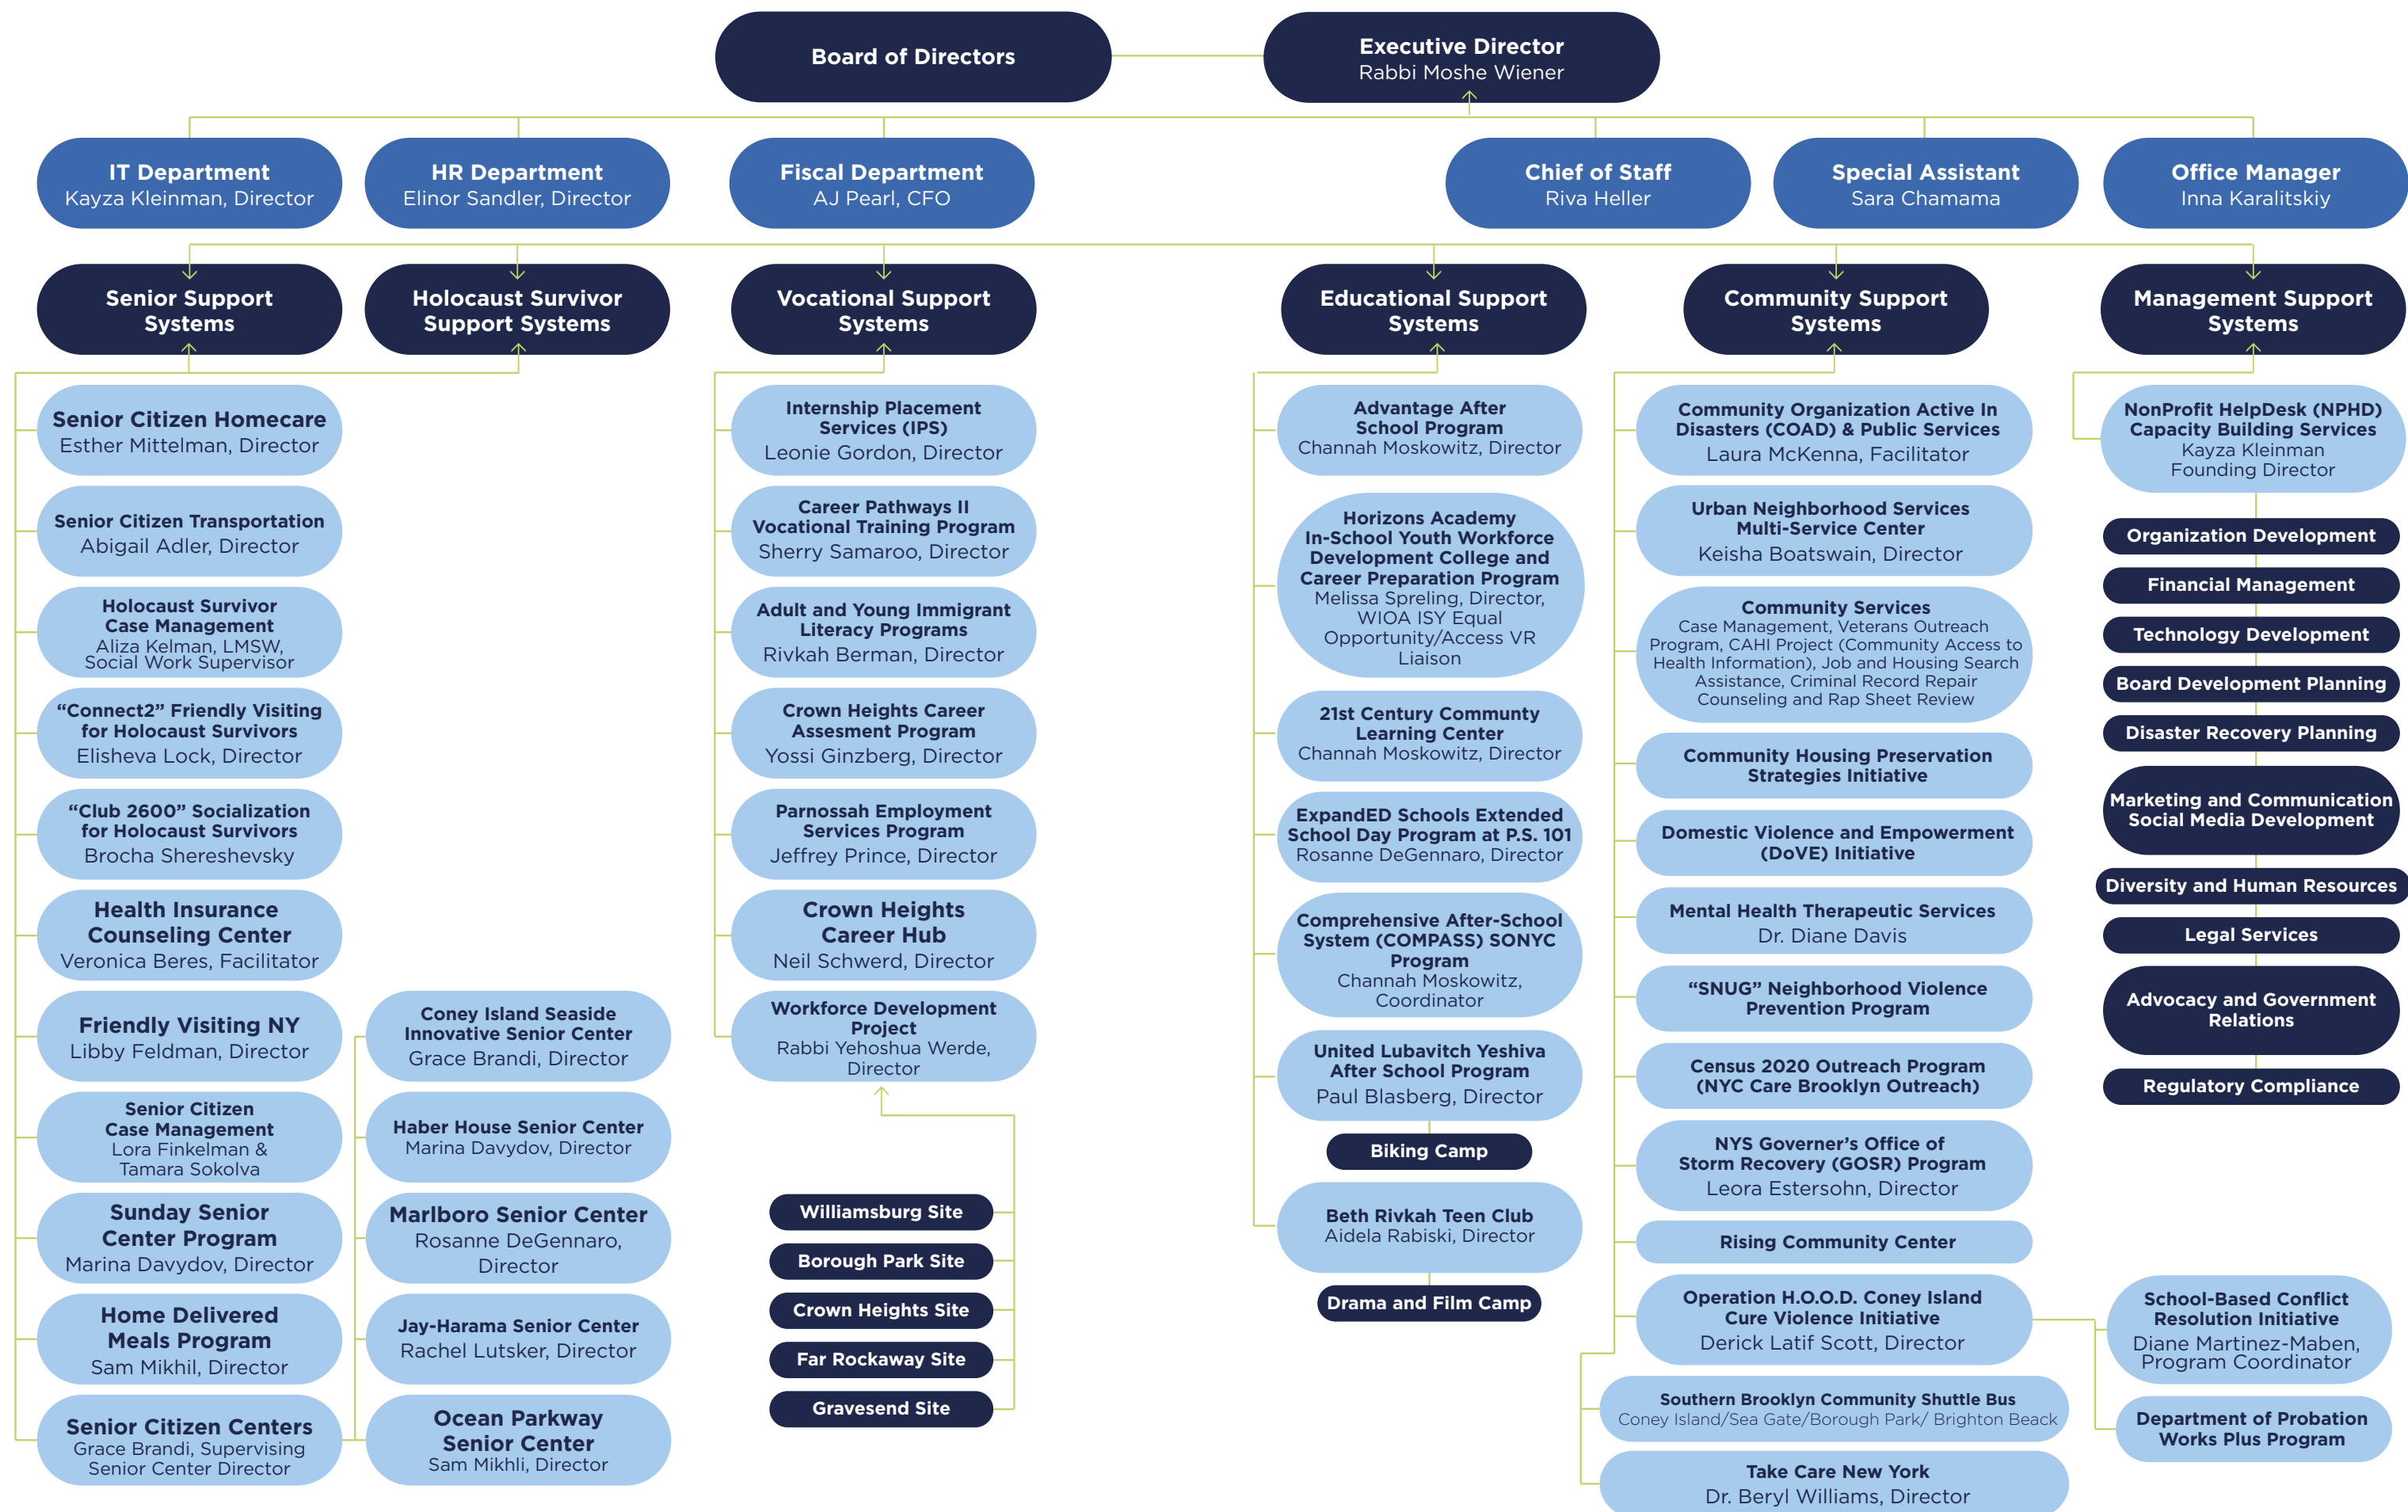 Board of Directors
Executive Director
Rabbi Moshe Wiener
IT Department
Kayza Kleinman, Director
HR Department
Elinor Sandler, Director
Fiscal Department
AJ Pearl, CFO
Chief of Staff
Riva Heller
Special Assistant
Sara Chamama
Office Manager
Inna Karalitskiy
Senior Support
Systems
Holocaust Survivor
Support Systems
Vocational Support
Systems
Educational Support
Systems
Community Support
Systems
Management Support
Systems
Senior Citizen Homecare
Esther Mittelman, Director
Senior Citizen Transportation
Abigail Adler, Director
Holocaust Survivor
Case Management
Aliza Kelman, LMSW,
Social Work Supervisor
“Connect2” Friendly Visiting
for Holocaust Survivors
Elisheva Lock, Director
“Club 2600” Socialization
for Holocaust Survivors
Brocha Shereshevsky
Health Insurance
Counseling Center
Veronica Beres, Facilitator
Friendly Visiting NY
Libby Feldman, Director
Senior Citizen
Case Management
Lora Finkelman &
Tamara Sokolva
Sunday Senior
Center Program
Marina Davydov, Director
Home Delivered
Meals Program
Sam Mikhil, Director
Senior Citizen Centers
Grace Brandi, Supervising
Senior Center Director
Coney Island Seaside
Innovative Senior Center
Grace Brandi, Director
Haber House Senior Center
Marina Davydov, Director
Marlboro Senior Center
Rosanne DeGennaro,
Director
Jay-Harama Senior Center
Rachel Lutsker, Director
Ocean Parkway
Senior Center
Sam Mikhli, Director
Internship Placement
Services (IPS)
Leonie Gordon, Director
Career Pathways II
Vocational Training Program
Sherry Samaroo, Director
Adult and Young Immigrant
Literacy Programs
Rivkah Berman, Director
Crown Heights Career
Assesment Program
Yossi Ginzberg, Director
Parnossah Employment
Services Program
Jeffrey Prince, Director
Crown Heights
Career Hub
Neil Schwerd, Director
Workforce Development
Project
Rabbi Yehoshua Werde,
Director
Williamsburg Site
Borough Park Site
Crown Heights Site
Far Rockaway Site
Gravesend Site
Advantage After
School Program
Channah Moskowitz, Director
Horizons Academy
In-School Youth Workforce
Development College and
Career Preparation Program
Melissa Spreling, Director,
WIOA ISY Equal
Opportunity/Access VR
Liaison
21st Century Communty
Learning Center
Channah Moskowitz, Director
ExpandED Schools Extended
School Day Program at P.S. 101
Rosanne DeGennaro, Director
Comprehensive After-School
System (COMPASS) SONYC
Program
Channah Moskowitz,
Coordinator
United Lubavitch Yeshiva
After School Program
Paul Blasberg, Director
Biking Camp
Beth Rivkah Teen Club
Aidela Rabiski, Director
Drama and Film Camp
Community Organization Active In
Disasters (COAD) & Public Services
Laura McKenna, Facilitator
Urban Neighborhood Services
Multi-Service Center
Keisha Boatswain, Director
Community Services
Case Management, Veterans Outreach
Program, CAHI Project (Community Access to
Health Information), Job and Housing Search
Assistance, Criminal Record Repair
Counseling and Rap Sheet Review
Community Housing Preservation
Strategies Initiative
Domestic Violence and Empowerment
(DoVE) Initiative
Mental Health Therapeutic Services
Dr. Diane Davis
“SNUG” Neighborhood Violence
Prevention Program
Census 2020 Outreach Program
(NYC Care Brooklyn Outreach)
NYS Governer’s Office of
Storm Recovery (GOSR) Program
Leora Estersohn, Director
Rising Community Center
Operation H.O.O.D. Coney Island
Cure Violence Initiative
Derick Latif Scott, Director
Southern Brooklyn Community Shuttle Bus
Coney Island/Sea Gate/Borough Park/ Brighton Beack
Take Care New York
Dr. Beryl Williams, Director
School-Based Conflict
Resolution Initiative
Diane Martinez-Maben,
Program Coordinator
Department of Probation
Works Plus Program
NonProfit HelpDesk (NPHD)
Capacity Building Services
Kayza Kleinman
Founding Director
Organization Development
Financial Management
Technology Development
Board Development Planning
Disaster Recovery Planning
Marketing and Communication
Social Media Development
Diversity and Human Resources
Legal Services
Advocacy and Government
Relations
Regulatory Compliance